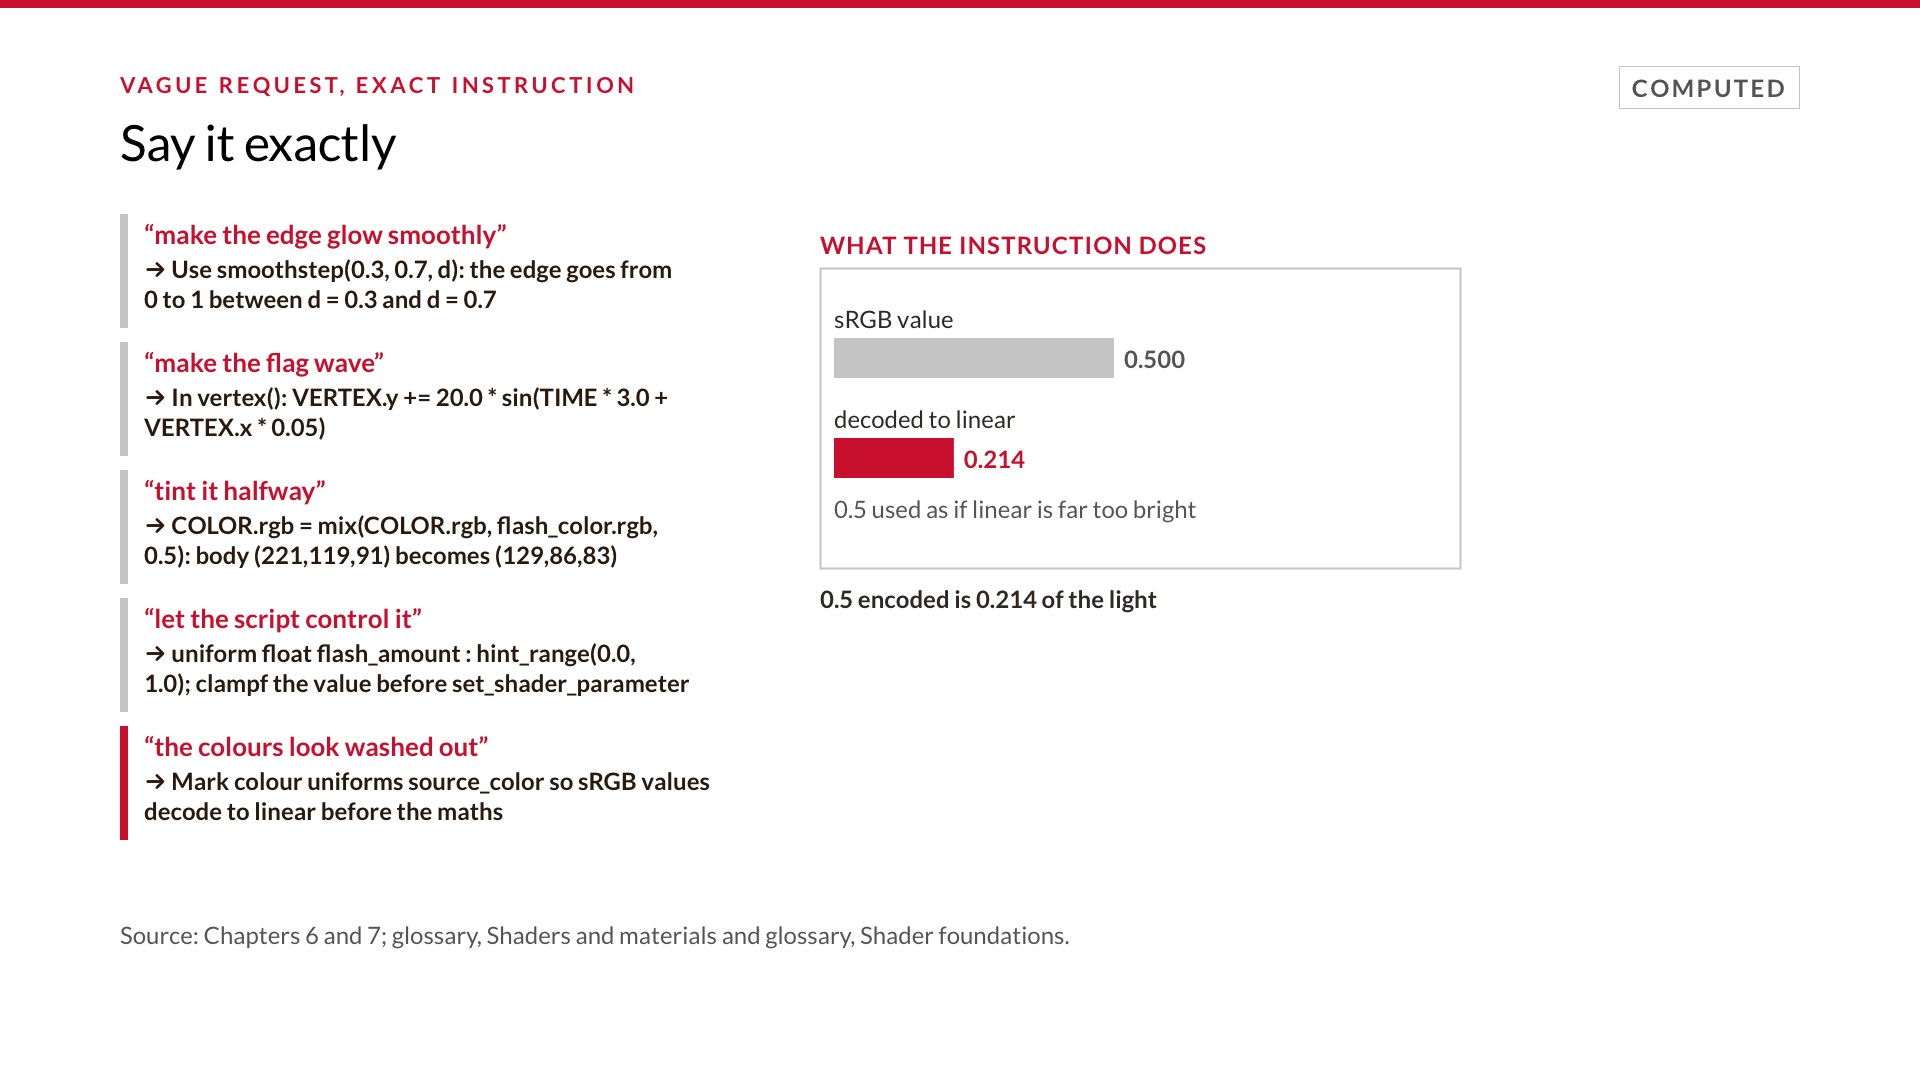 VAGUE REQUEST, EXACT INSTRUCTION
COMPUTED
Say it exactly
“make the edge glow smoothly”
→ Use smoothstep(0.3, 0.7, d): the edge goes from
0 to 1 between d = 0.3 and d = 0.7
“make the flag wave”
→ In vertex(): VERTEX.y += 20.0 * sin(TIME * 3.0 +
VERTEX.x * 0.05)
“tint it halfway”
→ COLOR.rgb = mix(COLOR.rgb, flash_color.rgb,
0.5): body (221,119,91) becomes (129,86,83)
“let the script control it”
→ uniform float flash_amount : hint_range(0.0,
1.0); clampf the value before set_shader_parameter
“the colours look washed out”
→ Mark colour uniforms source_color so sRGB values
decode to linear before the maths
WHAT THE INSTRUCTION DOES
sRGB value
0.500
decoded to linear
0.214
0.5 used as if linear is far too bright
0.5 encoded is 0.214 of the light
Source: Chapters 6 and 7; glossary, Shaders and materials and glossary, Shader foundations.